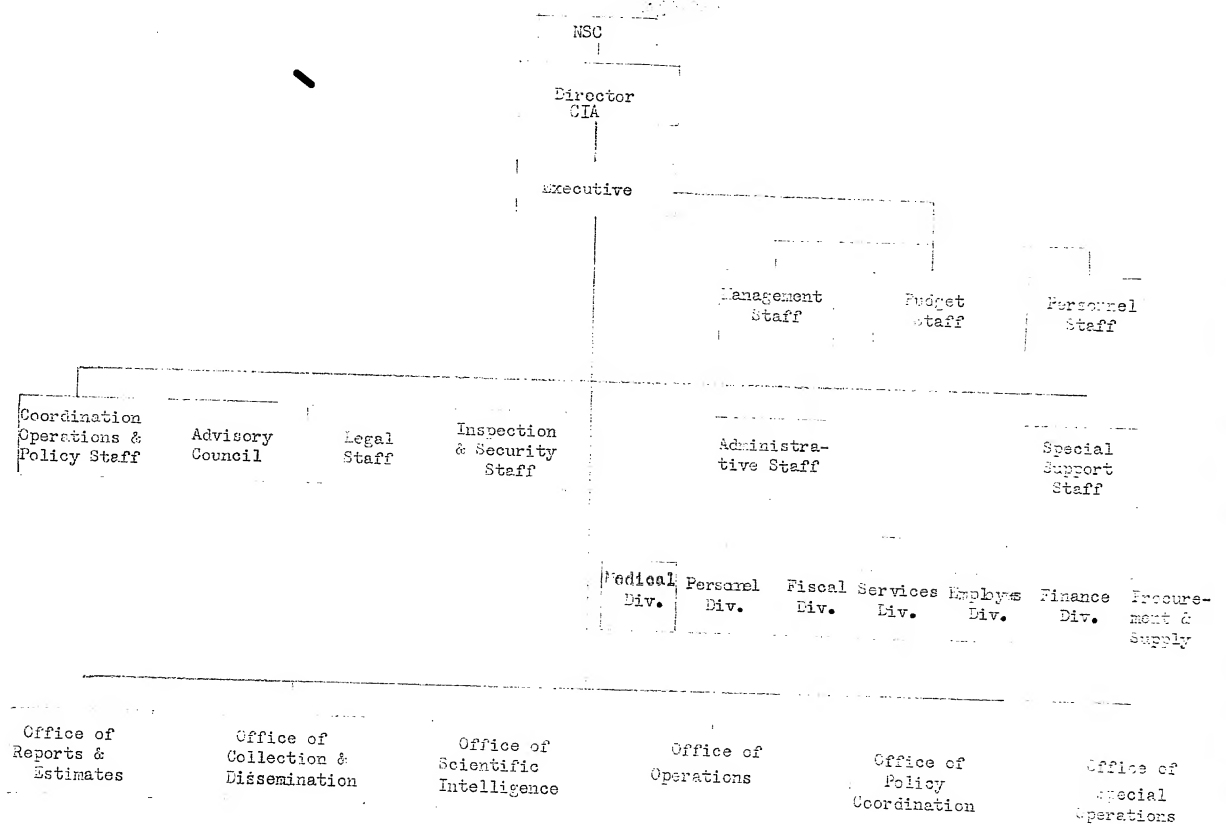 NSC
Director
CIA
Executive
Management
Staff
Budget
Staff
Personnel
Staff
Coordination
Operations &
Policy Staff
Advisory
Council
Legal
Staff
Inspection
& Security
Staff
Administra-
tive Staff
Special
Support
Staff
Medical
Div.
Personel
Div.
Fiscal
Div.
Services
Div.
Div.
Finance
Div.
Procure-
ment &
Supply
Office of
Reports &
Estimates
Office of
Collection &
Dissemination
Office of
Scientific
Intelligence
Office of
Operations
Office of
Policy
Coordination
Office of
Special
Operations